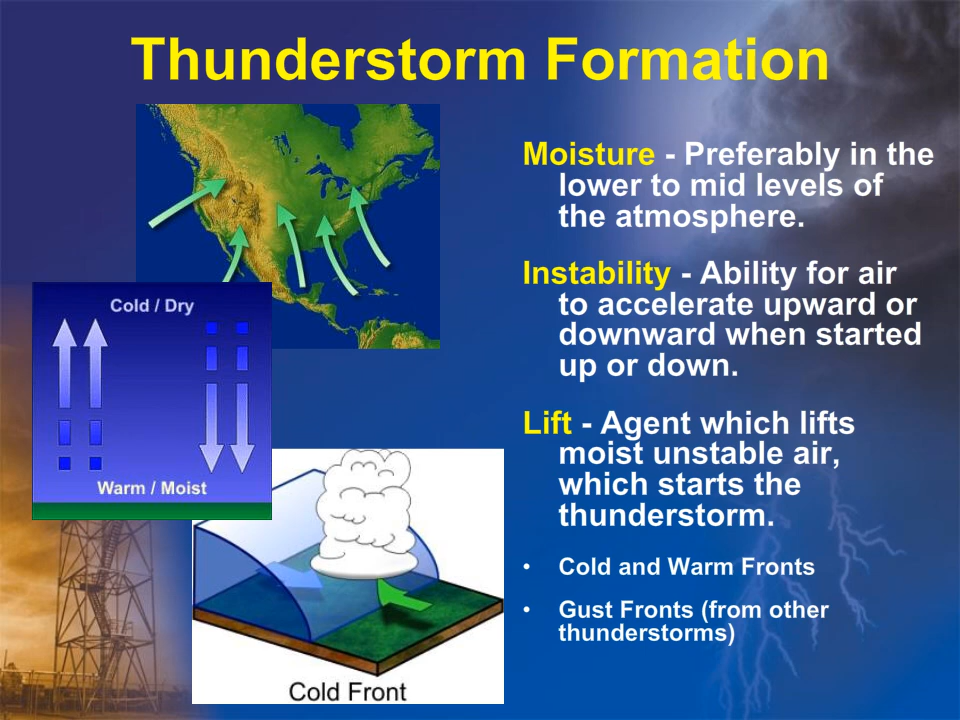 Thunderstorm Formation
Moisture - Preferably in the
lower to mid levels of
the atmosphere.
Instability - Ability for air
to accelerate upward or
downward when started
up or down.
Lift - Agent which lifts
moist unstable air,
which starts the
thunderstorm.
• Cold and Warm Fronts
• Gust Fronts (from other
thunderstorms)
Cold / Dry
Warm / Moist
Cold Front